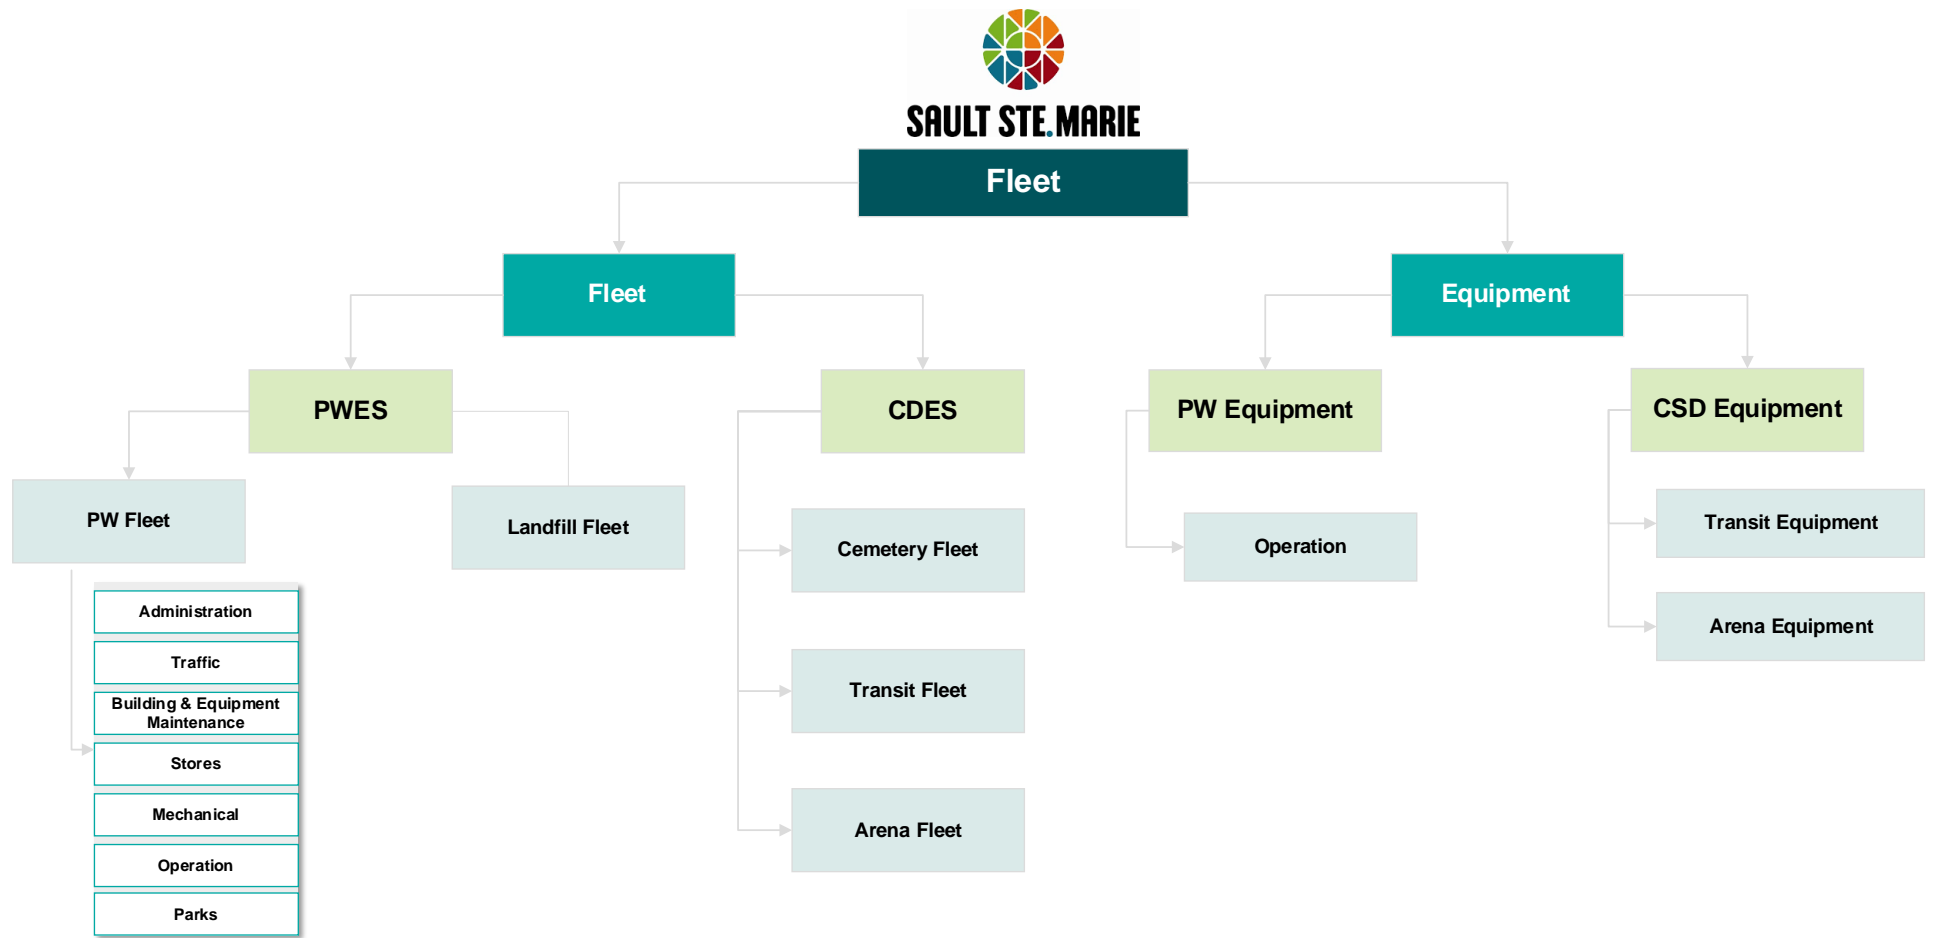 SAULT STE.MARIE
Fleet
Fleet
Equipment
PWES
CDES
PW Equipment
CSD Equipment
PW Fleet
Landfill Fleet
Cemetery Fleet
Operation
Transit Equipment
Administration
Traffic
Building & Equipment
Maintenance
Stores
Mechanical
Operation
Parks
Transit Fleet
Arena Fleet
Arena Equipment